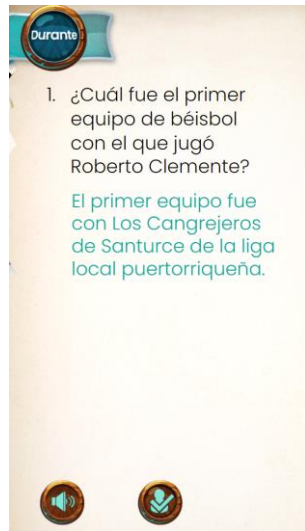 Durante
1. ¿Cuál fue el primer
equipo de béisbol
con el que jugó
Roberto Clemente?
El primer equipo fue
con Los Cangrejeros
de Santurce de la liga
local puertorriqueña.